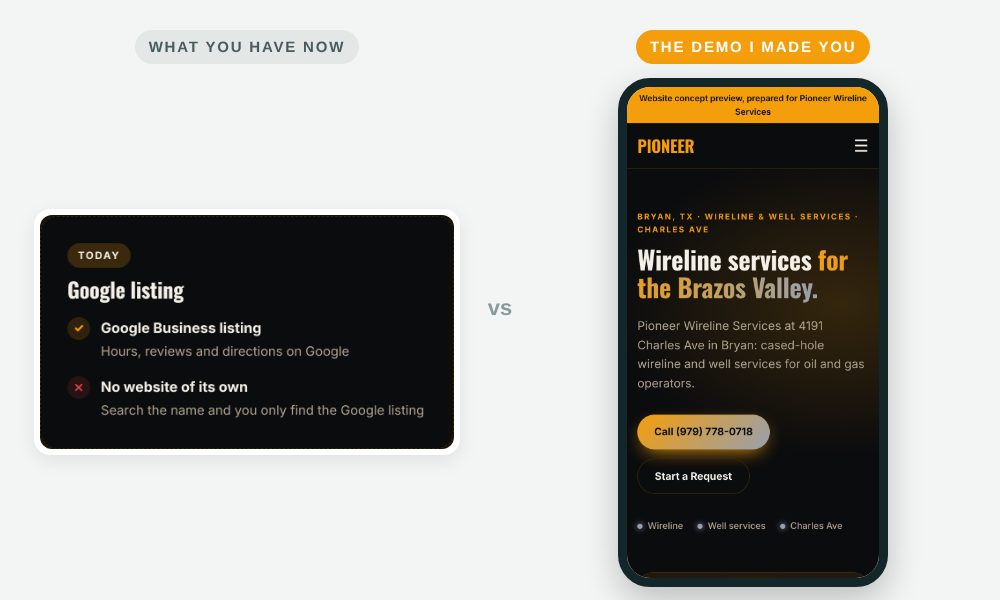 WHAT YOU HAVE NOW
TODAY
Google listing
Google Business listing
Hours, reviews and directions on Google
No website of its own
Search the name and you only find the Google listing
vs
THE DEMO I MADE YOU
Website concept preview, prepared for Pioneer Wireline
Services
PIONEER
BRYAN, TX · WIRELINE & WELL SERVICES ·
CHARLES AVE
Wireline services for
the Brazos Valley.
Pioneer Wireline Services at 4191
Charles Ave in Bryan: cased-hole
wireline and well services for oil and gas
operators.
Call (979) 778-0718
Start a Request
Wireline
Well services
Charles Ave